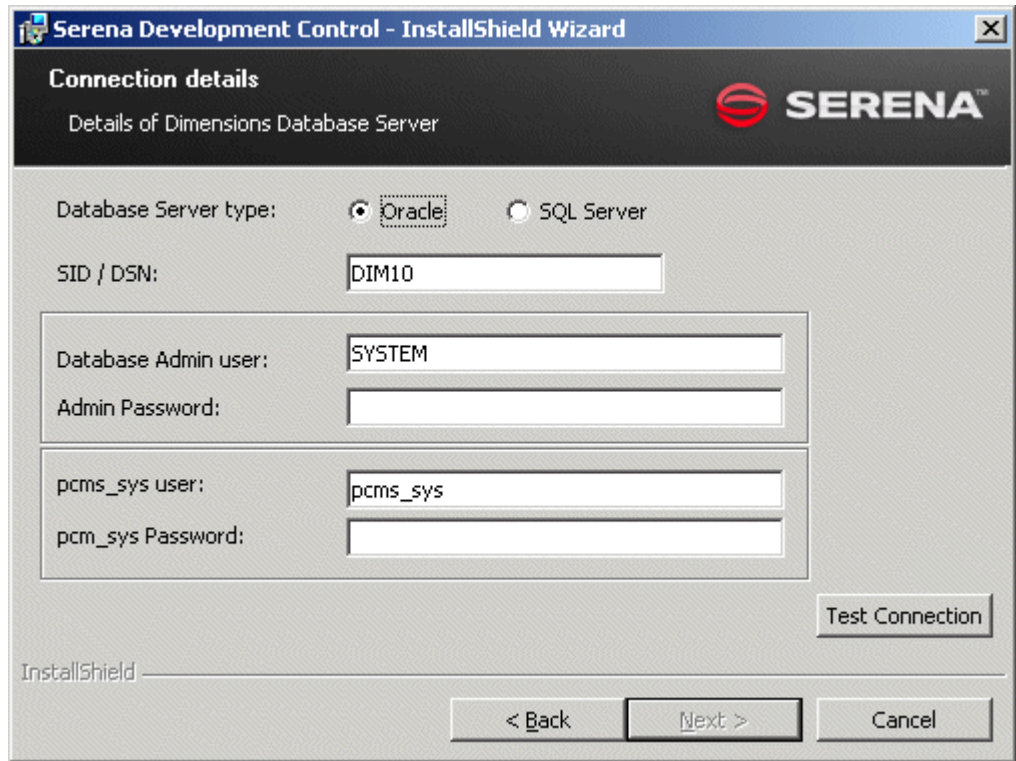 Serena Development Control - InstallShield Wizard
Connection details
Details of Dimensions Database Server
SERENA™
Database Server type: Oracle SQL Server
SID / DSN: DIM10
Database Admin user: SYSTEM
Admin Password:
pcms_sys user: pcms_sys
pcm_sys Password:
Test Connection
InstallShield
< Back Next > Cancel